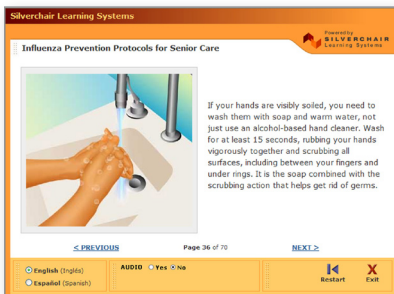 Silverchair Learning Systems
Powered by
SILVERCHAIR
Learning Systems
Influenza Prevention Protocols for Senior Care
If your hands are visibly soiled, you need to
wash them with soap and warm water, not
just use an alcohol-based hand cleaner. Wash
for at least 15 seconds, rubbing your hands
vigorously together and scrubbing all
surfaces, including between your fingers and
under rings. It is the soap combined with the
scrubbing action that helps get rid of germs.
< PREVIOUS Page 36 of 70 NEXT >
English (Inglés) AUDIO Yes No
Español (Spanish)
Restart Exit